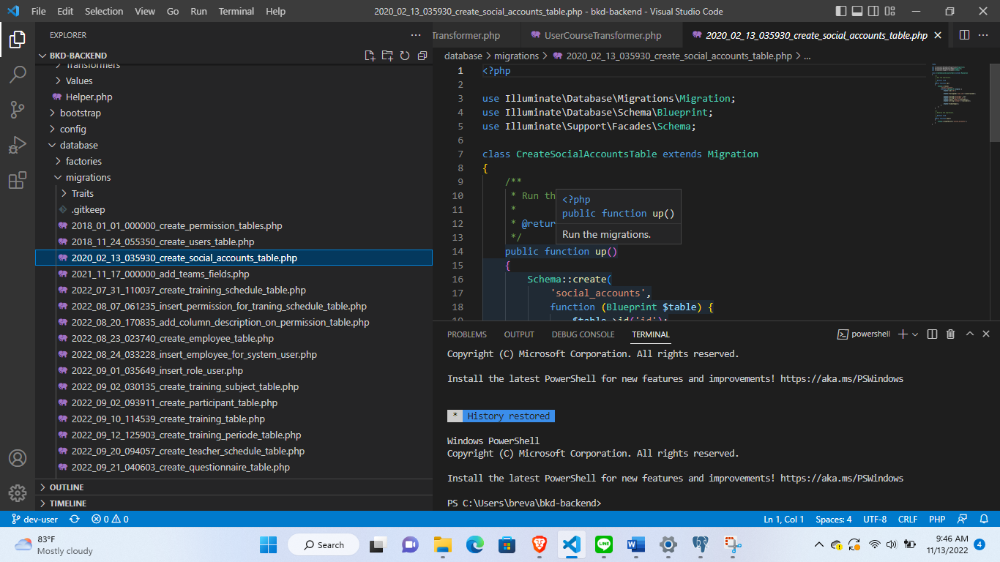 File Edit Selection View Go Run Terminal Help
2020_02_13_035930_create_social_accounts_table.php - bkd-backend - Visual Studio Code
EXPLORER
BKD-BACKEND
Transformers
Values
Helper.php
bootstrap
config
database
factories
migrations
Traits
.gitkeep
2018_01_01_000000_create_permission_tables.php
2018_11_24_055350_create_users_table.php
2020_02_13_035930_create_social_accounts_table.php
2021_11_17_000000_add_teams_fields.php
2022_07_31_110037_create_training_schedule_table.php
2022_08_07_061235_insert_permission_for_traning_schedule_table.php
2022_08_20_170835_add_column_description_on_permission_table.php
2022_08_23_023740_create_employee_table.php
2022_08_24_033228_insert_employee_for_system_user.php
2022_09_01_035649_insert_role_user.php
2022_09_02_030135_create_training_subject_table.php
2022_09_02_093911_create_participant_table.php
2022_09_10_114539_create_training_table.php
2022_09_12_125903_create_training_periode_table.php
2022_09_20_094057_create_teacher_schedule_table.php
2022_09_21_040603_create_questionnaire_table.php
OUTLINE
TIMELINE
Transformer.php UserCourseTransformer.php 2020_02_13_035930_create_social_accounts_table.php
database > migrations > 2020_02_13_035930_create_social_accounts_table.php > ...
1 <?php
2
3 use Illuminate\Database\Migrations\Migration;
4 use Illuminate\Database\Schema\Blueprint;
5 use Illuminate\Support\Facades\Schema;
6
7 class CreateSocialAccountsTable extends Migration
8 {
9 /**
10 * Run th
11 *
12 * @retur
13 */
14 public function up()
15 {
16 Schema::create(
17 'social_accounts',
18 function (Blueprint $table) {
19 $table->id('id');
<?php
public function up()
Run the migrations.
PROBLEMS OUTPUT DEBUG CONSOLE TERMINAL
powershell
Copyright (C) Microsoft Corporation. All rights reserved.
Install the latest PowerShell for new features and improvements! https://aka.ms/PSWindows
* History restored
Windows PowerShell
Copyright (C) Microsoft Corporation. All rights reserved.
Install the latest PowerShell for new features and improvements! https://aka.ms/PSWindows
PS C:\Users\breva\bkd-backend>
dev-user 0 0
Ln 1, Col 1 Spaces: 4 UTF-8 CRLF PHP
83°F
Mostly cloudy
Search
LINE
9:46 AM
11/13/2022
4